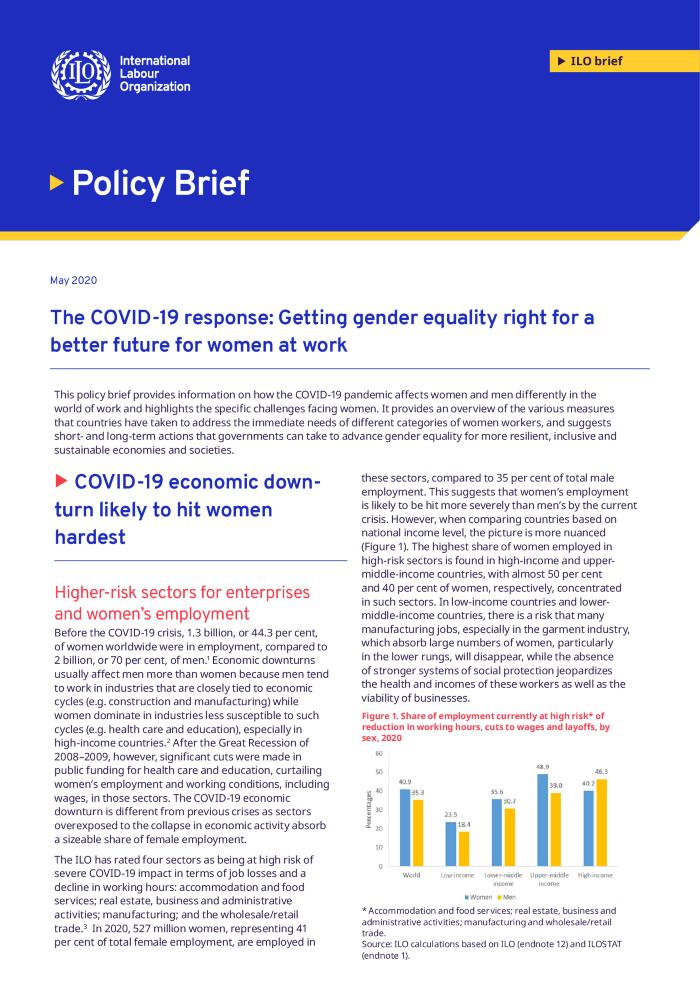 International
Labour
Organization
ILO brief
Policy Brief
May 2020
The COVID-19 response: Getting gender equality right for a
better future for women at work
This policy brief provides information on how the COVID-19 pandemic affects women and men differently in the
world of work and highlights the specific challenges facing women. It provides an overview of the various measures
that countries have taken to address the immediate needs of different categories of women workers, and suggests
short- and long-term actions that governments can take to advance gender equality for more resilient, inclusive and
sustainable economies and societies.
COVID-19 economic down-
turn likely to hit women
hardest
Higher-risk sectors for enterprises
and women's employment
Before the COVID-19 crisis, 1.3 billion, or 44.3 per cent,
of women worldwide were in employment, compared to
2 billion, or 70 per cent, of men.¹ Economic downturns
usually affect men more than women because men tend
to work in industries that are closely tied to economic
cycles (e.g. construction and manufacturing) while
women dominate in industries less susceptible to such
cycles (e.g. health care and education), especially in
high-income countries.² After the Great Recession of
2008–2009, however, significant cuts were made in
public funding for health care and education, curtailing
women's employment and working conditions, including
wages, in those sectors. The COVID-19 economic
downturn is different from previous crises as sectors
overexposed to the collapse in economic activity absorb
a sizeable share of female employment.
The ILO has rated four sectors as being at high risk of
severe COVID-19 impact in terms of job losses and a
decline in working hours: accommodation and food
services; real estate, business and administrative
activities; manufacturing; and the wholesale/retail
trade.³ In 2020, 527 million women, representing 41
per cent of total female employment, are employed in
these sectors, compared to 35 per cent of total male
employment. This suggests that women's employment
is likely to be hit more severely than men's by the current
crisis. However, when comparing countries based on
national income level, the picture is more nuanced
(Figure 1). The highest share of women employed in
high-risk sectors is found in high-income and upper-
middle-income countries, with almost 50 per cent
and 40 per cent of women, respectively, concentrated
in such sectors. In low-income countries and lower-
middle-income countries, there is a risk that many
manufacturing jobs, especially in the garment industry,
which absorb large numbers of women, particularly
in the lower rungs, will disappear, while the absence
of stronger systems of social protection jeopardizes
the health and incomes of these workers as well as the
viability of businesses.
Figure 1. Share of employment currently at high risk* of
reduction in working hours, cuts to wages and layoffs, by
sex, 2020
Percentages
60
50
40
30
20
10
0
40.9 35.3
23.5 18.4
35.6 30.7
48.9 39.0
40.2 46.3
World Low income Lower-middle income Upper-middle income High income
Women Men
* Accommodation and food services; real estate, business and
administrative activities; manufacturing and wholesale/retail
trade.
Source: ILO calculations based on ILO (endnote 12) and ILOSTAT
(endnote 1).